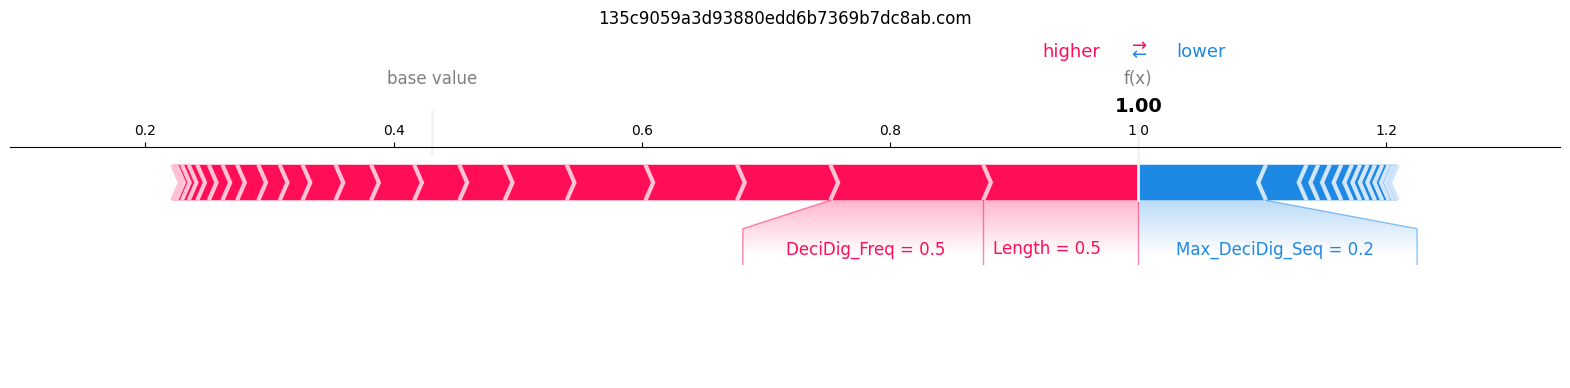 135c9059a3d93880edd6b7369b7dc8ab.com
higher ⇄ lower
base value f(x)
1.00
0.2 0.4 0.6 0.8 1.0 1.2
DeciDig_Freq = 0.5 Length = 0.5 Max_DeciDig_Seq = 0.2